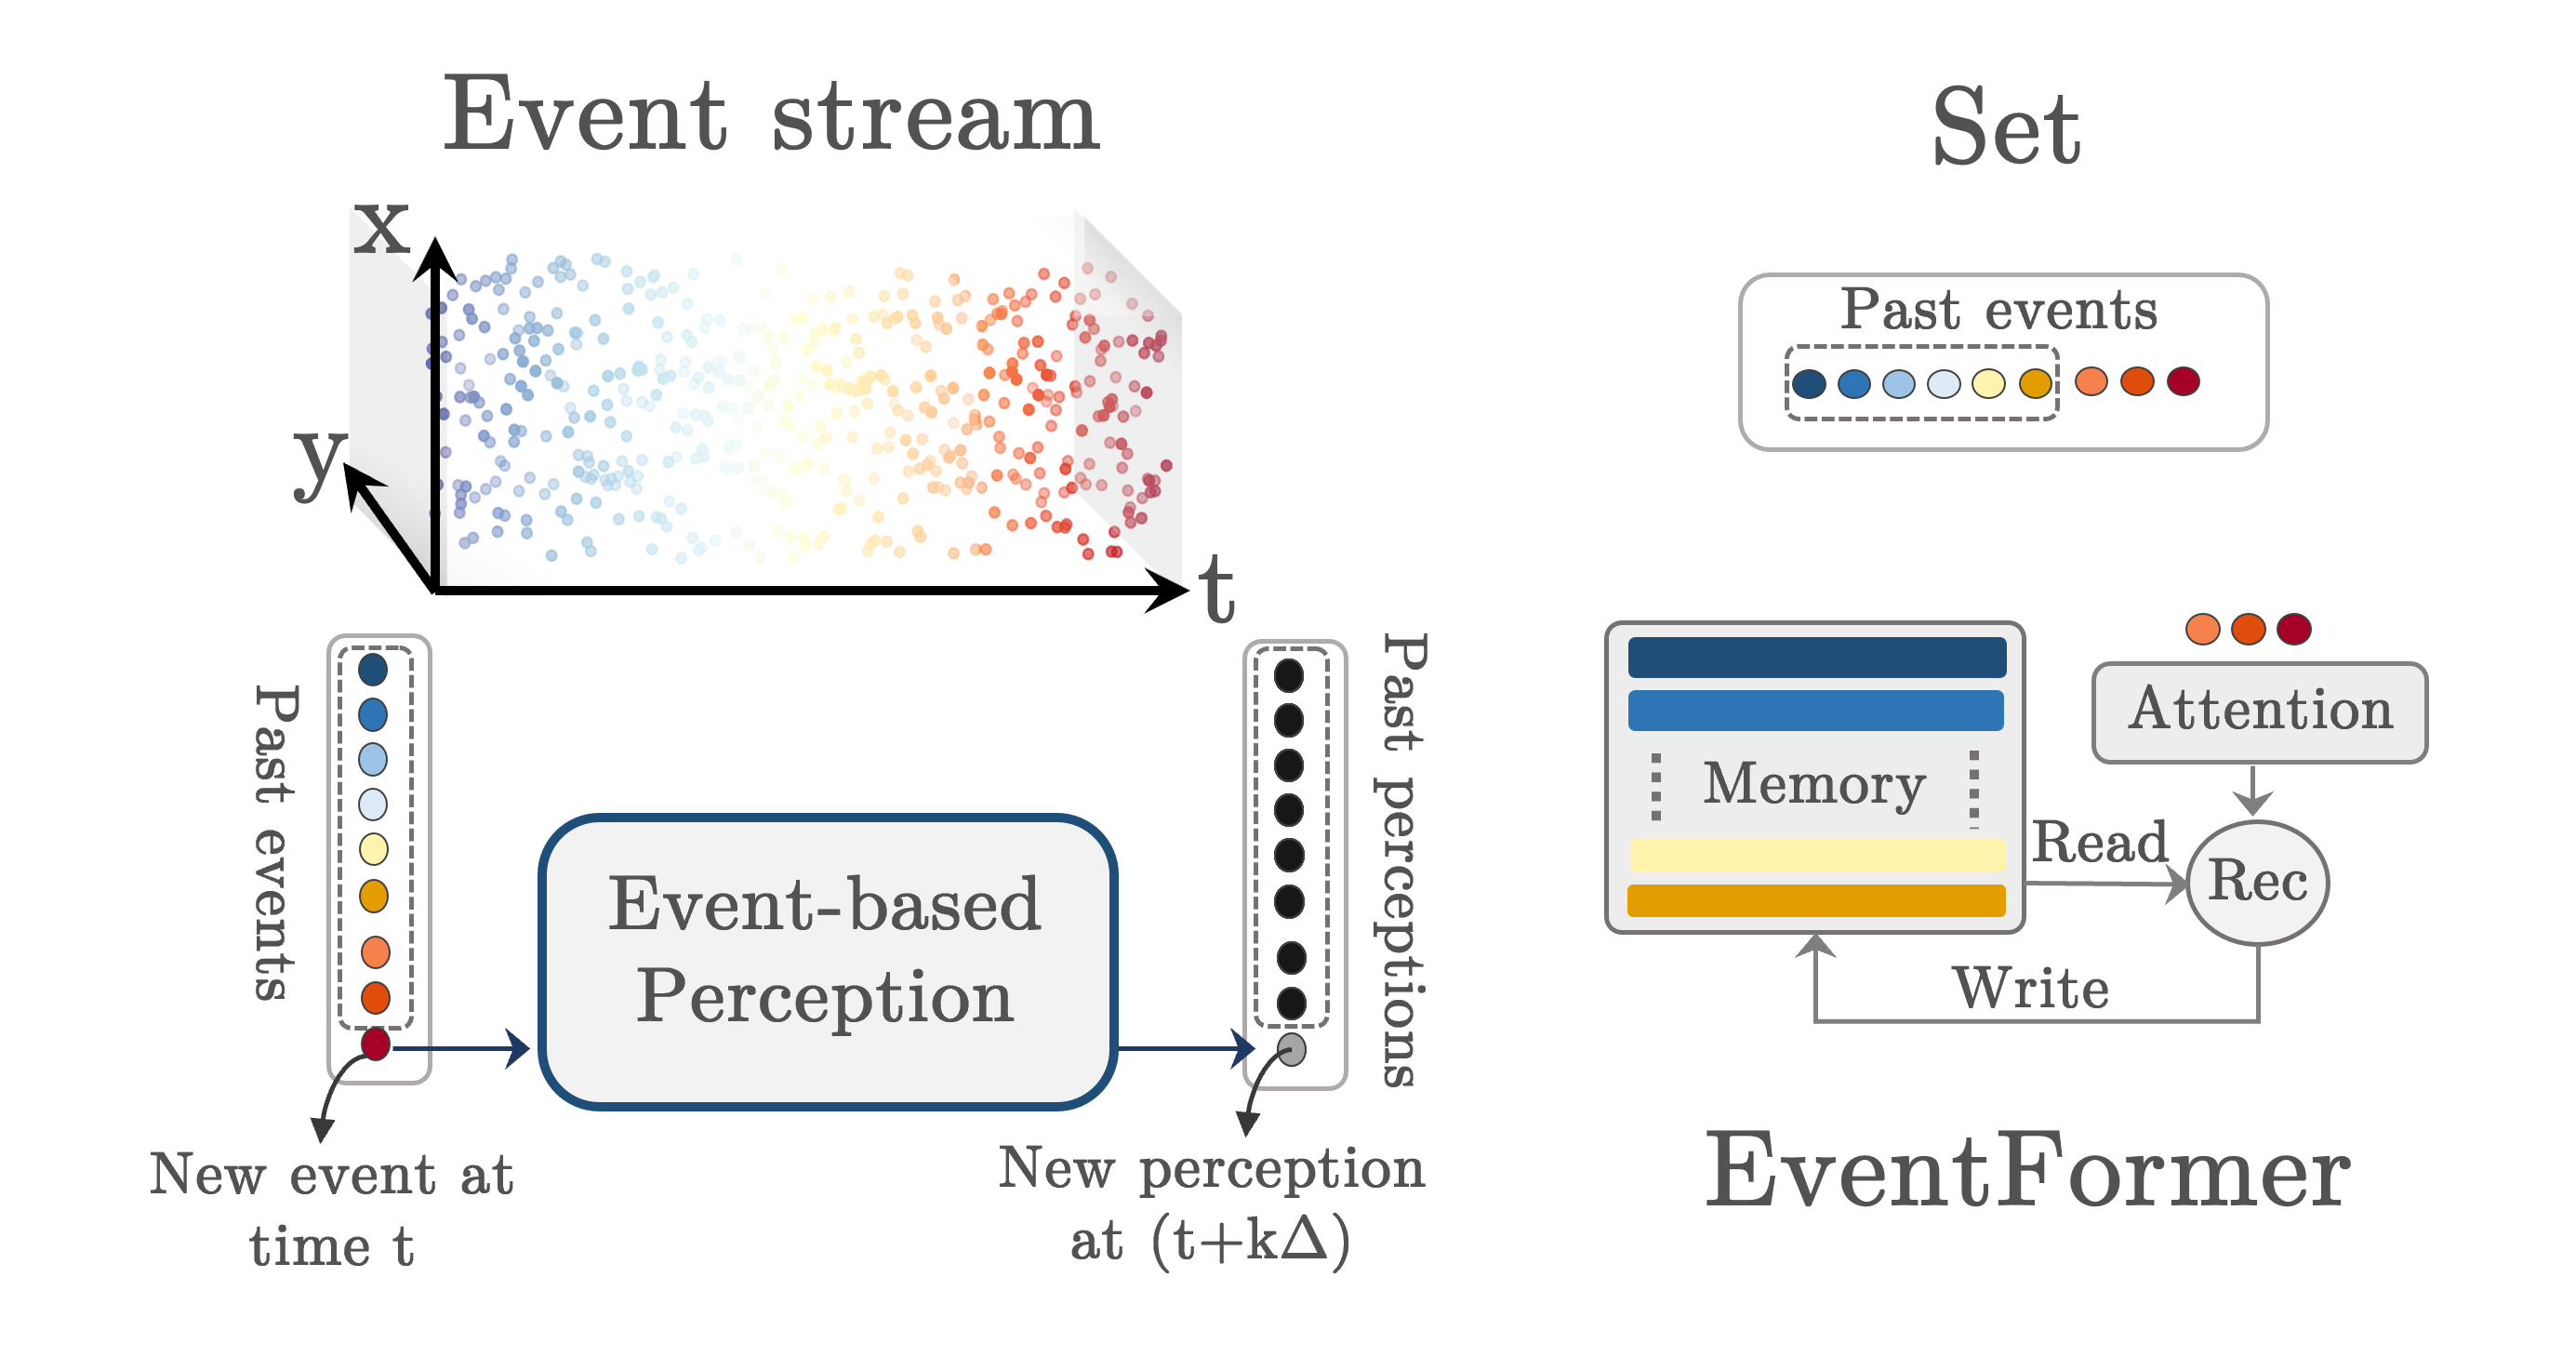 Event stream
x
y
t
Past events
Event-based
Perception
Past perceptions
New event at
time t
New perception
at (t+kΔ)
Set
Past events
Memory
Attention
Read
Rec
Write
EventFormer